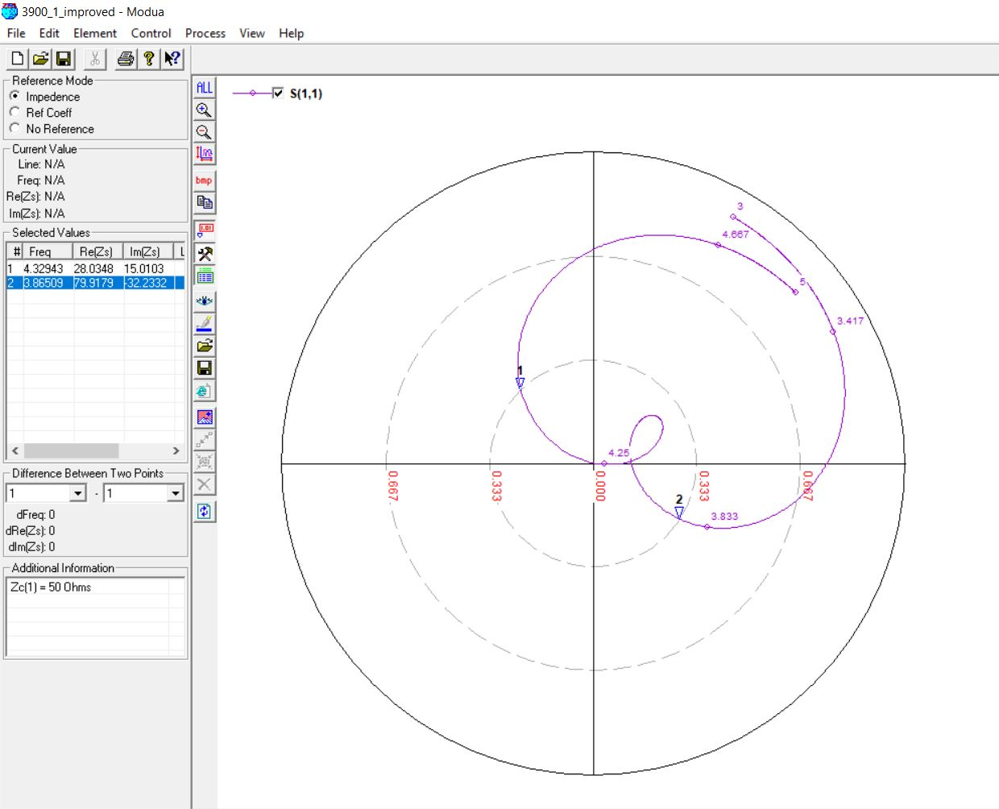 3900_1_improved - Modua
File Edit Element Control Process View Help
Reference Mode
Impedence
Ref Coeff
No Reference
Current Value
Line: N/A
Freq: N/A
Re(Zs): N/A
Im(Zs): N/A
Selected Values
# Freq Re(Zs) Im(Zs) L
1 4.32943 28.0348 15.0103
2 3.86509 79.9179 -32.2332
Difference Between Two Points
1 - 1
dFreq: 0
dRe(Zs): 0
dIm(Zs): 0
Additional Information
Zc(1) = 50 Ohms
ALL
bmp
1.01
S(1,1)
3
4.667
5
3.417
1
4.25
0.667
0.333
0.000
0.333
0.667
2
3.833